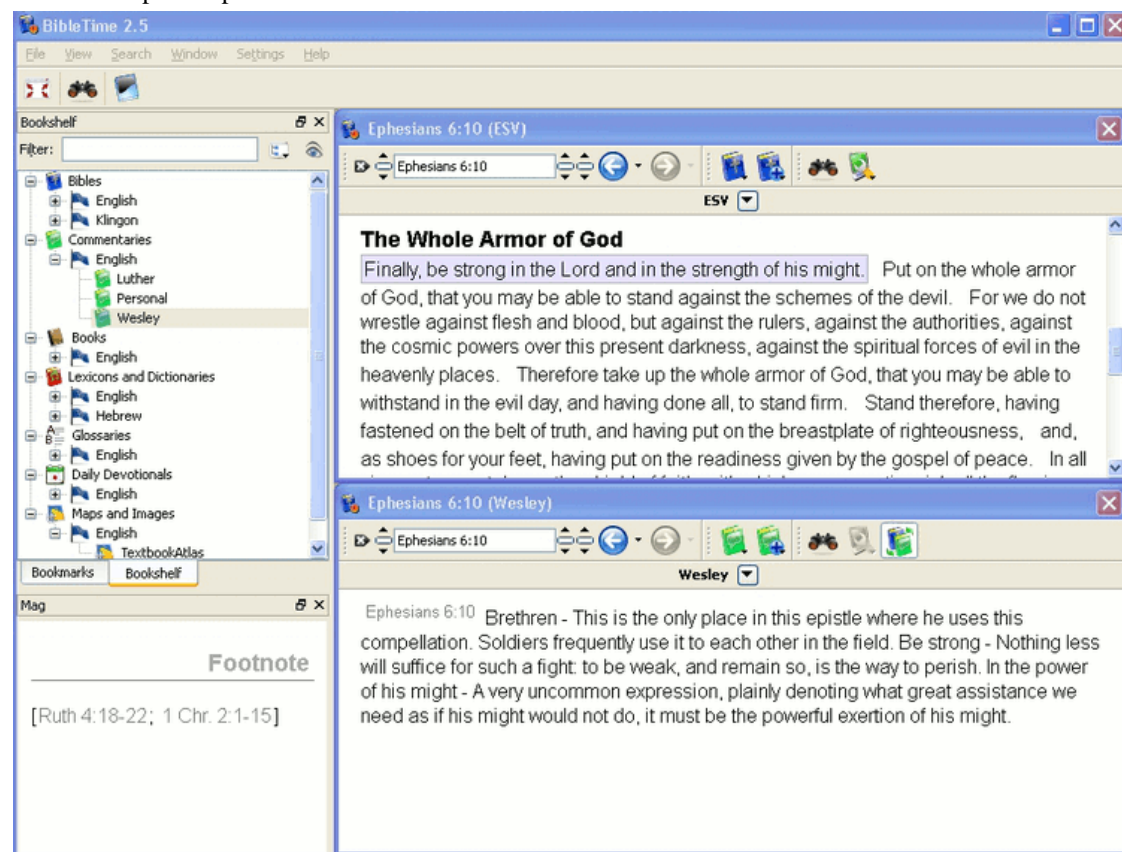 BibleTime 2.5
File View Search Window Settings Help
Bookshelf
Filter:
Bibles
English
Klingon
Commentaries
English
Luther
Personal
Wesley
Books
English
Lexicons and Dictionaries
English
Hebrew
Glossaries
English
Daily Devotionals
English
Maps and Images
English
TextbookAtlas
Bookmarks Bookshelf
Mag
Footnote
[Ruth 4:18-22; 1 Chr. 2:1-15]
Ephesians 6:10 (ESV)
Ephesians 6:10
ESV
The Whole Armor of God
Finally, be strong in the Lord and in the strength of his might. Put on the whole armor
of God, that you may be able to stand against the schemes of the devil. For we do not
wrestle against flesh and blood, but against the rulers, against the authorities, against
the cosmic powers over this present darkness, against the spiritual forces of evil in the
heavenly places. Therefore take up the whole armor of God, that you may be able to
withstand in the evil day, and having done all, to stand firm. Stand therefore, having
fastened on the belt of truth, and having put on the breastplate of righteousness, and,
as shoes for your feet, having put on the readiness given by the gospel of peace. In all
Ephesians 6:10 (Wesley)
Ephesians 6:10
Wesley
Ephesians 6:10 Brethren - This is the only place in this epistle where he uses this
compellation. Soldiers frequently use it to each other in the field. Be strong - Nothing less
will suffice for such a fight: to be weak, and remain so, is the way to perish. In the power
of his might - A very uncommon expression, plainly denoting what great assistance we
need as if his might would not do, it must be the powerful exertion of his might.